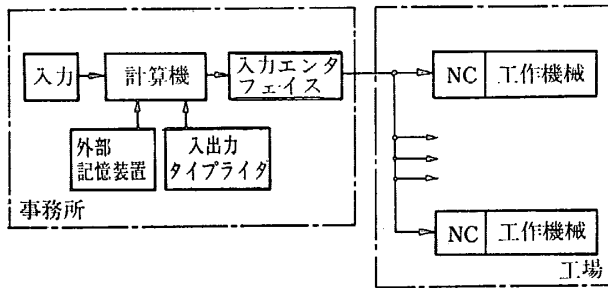 入力
計算機
入力エンタ
フェイス
外部
記憶装置
入出力
タイプライタ
事務所
NC 工作機械
NC 工作機械
工場